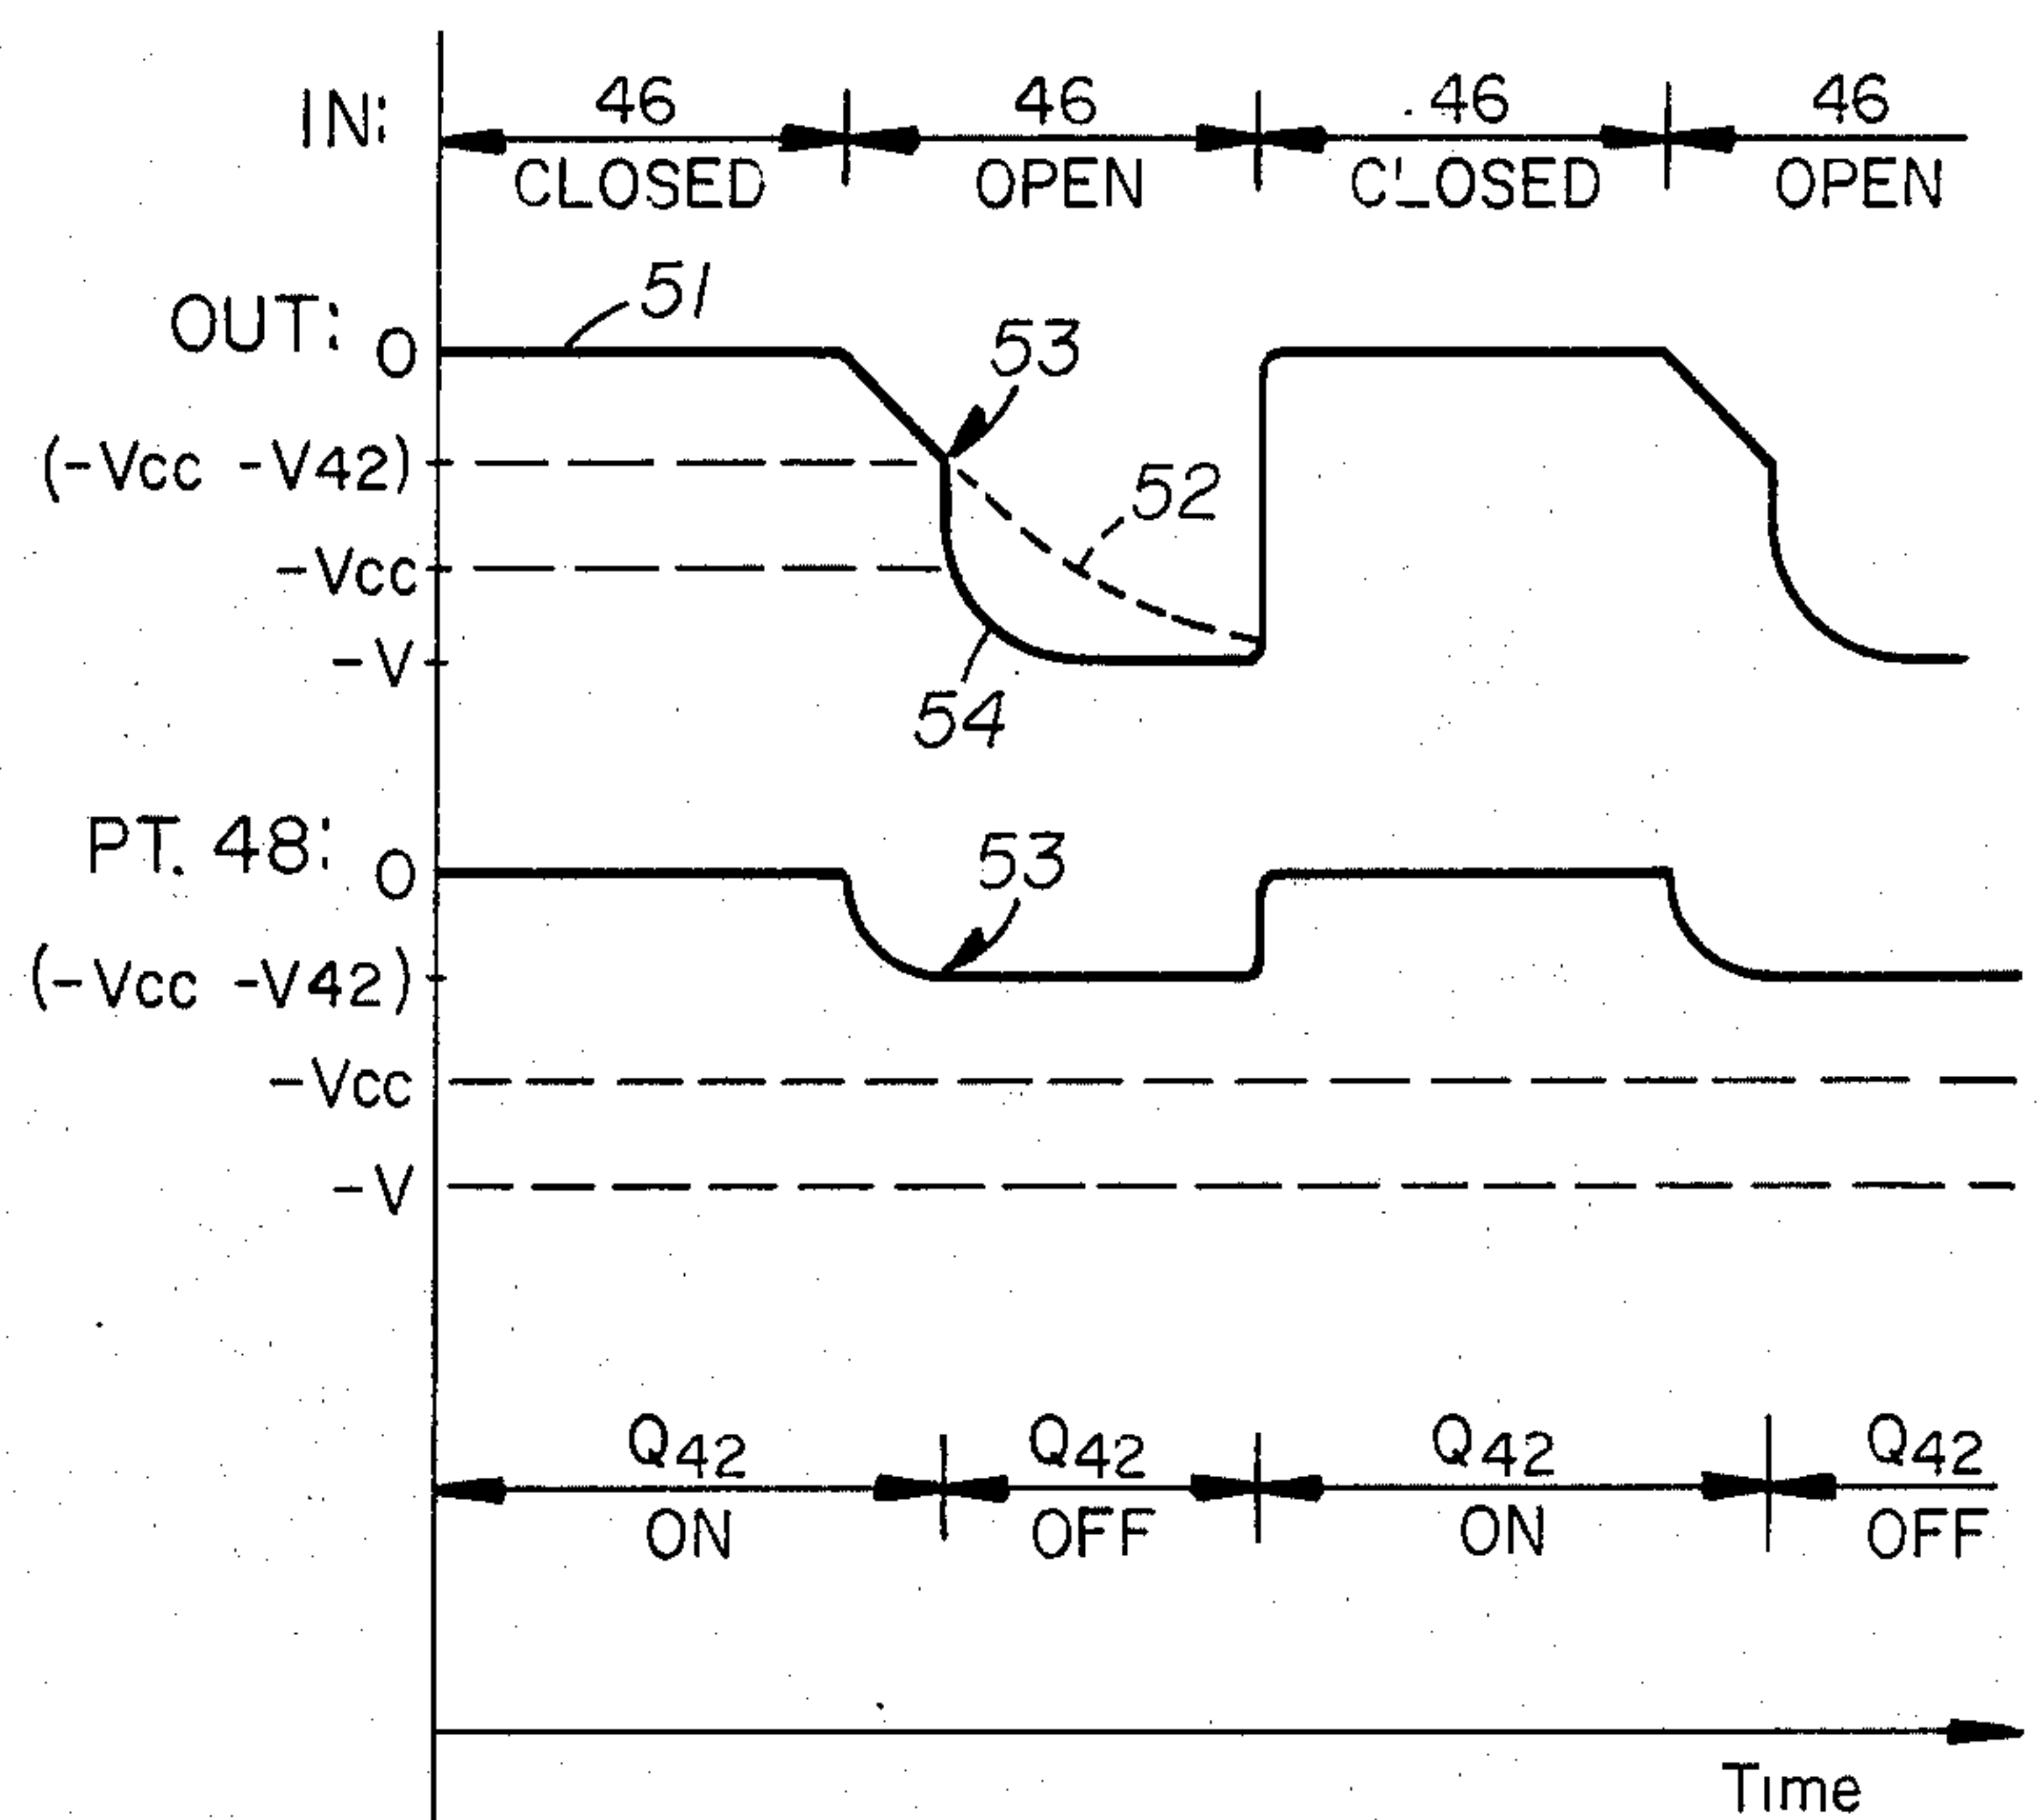 IN:
46 46 46 46
CLOSED OPEN CLOSED OPEN
51
OUT: 0
53
(-Vcc -V42)
52
-Vcc
-V
54
PT. 48: 0
53
(-Vcc -V42)
-Vcc
-V
Q42 Q42 Q42 Q42
ON OFF ON OFF
Time